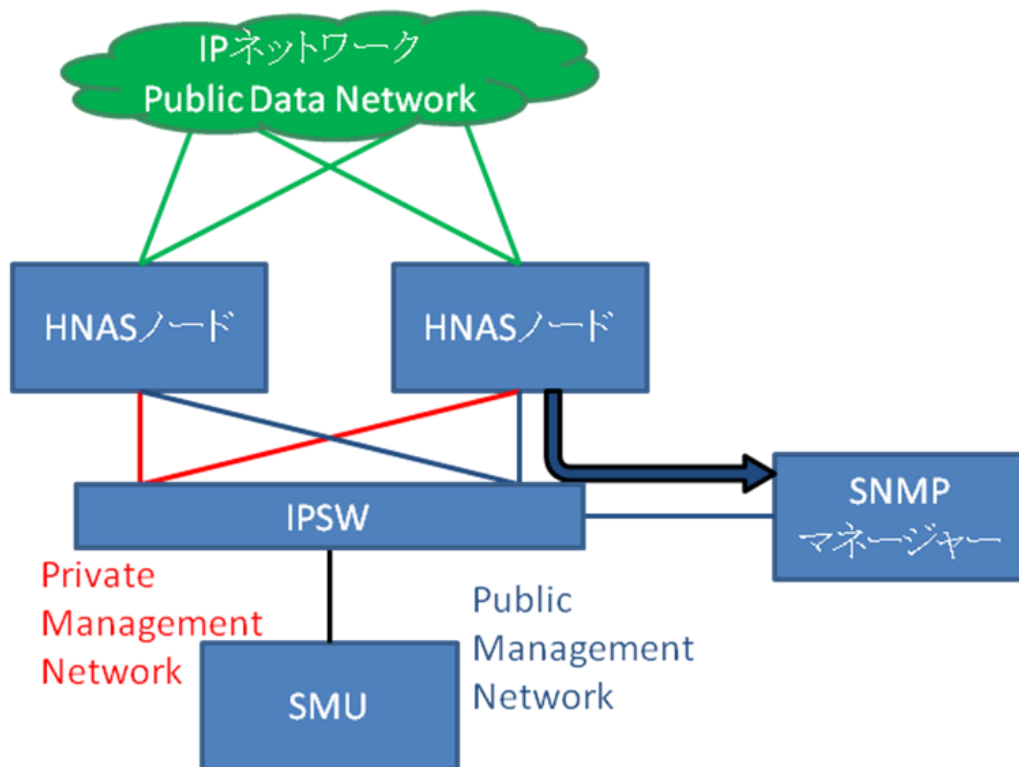 IPネットワーク
Public Data Network
HNASノード
HNASノード
IPSW
SNMP
マネージャー
Private
Management
Network
Public
Management
Network
SMU